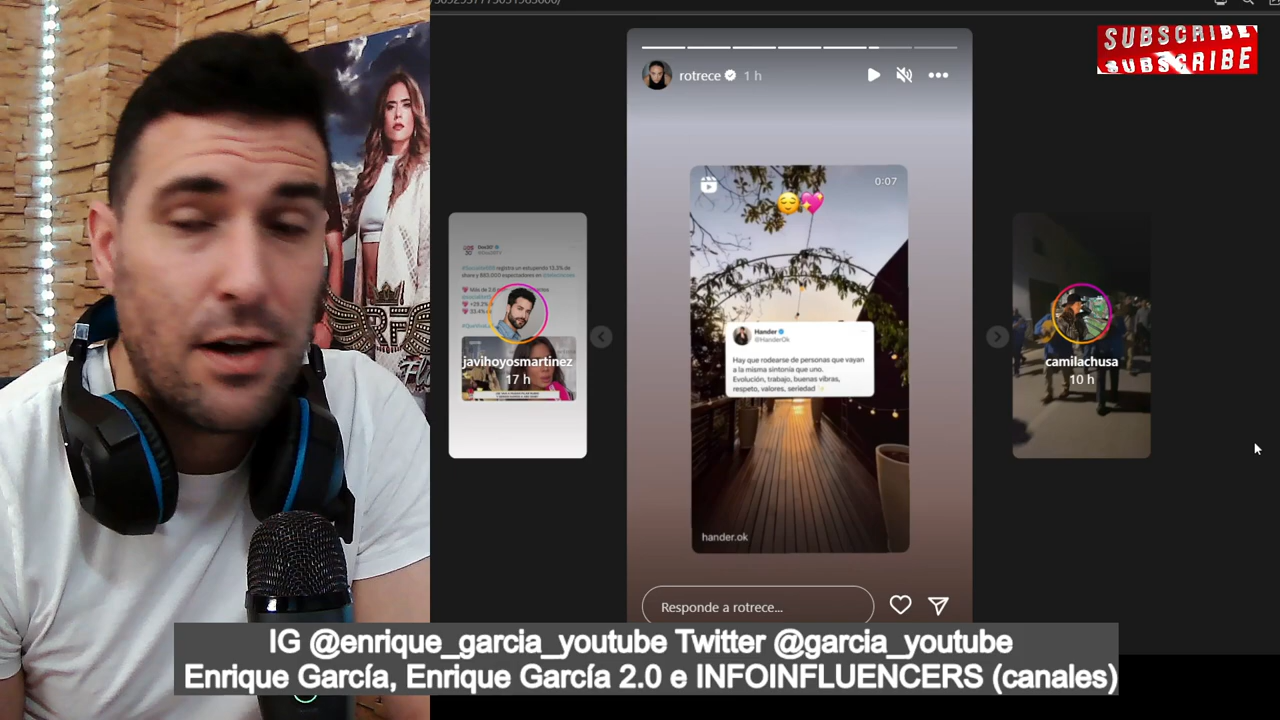 SUBSCRIBE
SUBSCRIBE
rotrece 1 h
0:07
Hander
@HanderOk
Hay que rodearse de personas que vayan
a la misma sintonía que uno.
Evolución, trabajo, buenas vibras,
respeto, valores, seriedad
hander.ok
javihoyosmartinez
17 h
camilachusa
10 h
RF
Responde a rotrece...
IG @enrique_garcia_youtube Twitter @garcia_youtube
Enrique García, Enrique García 2.0 e INFOINFLUENCERS (canales)